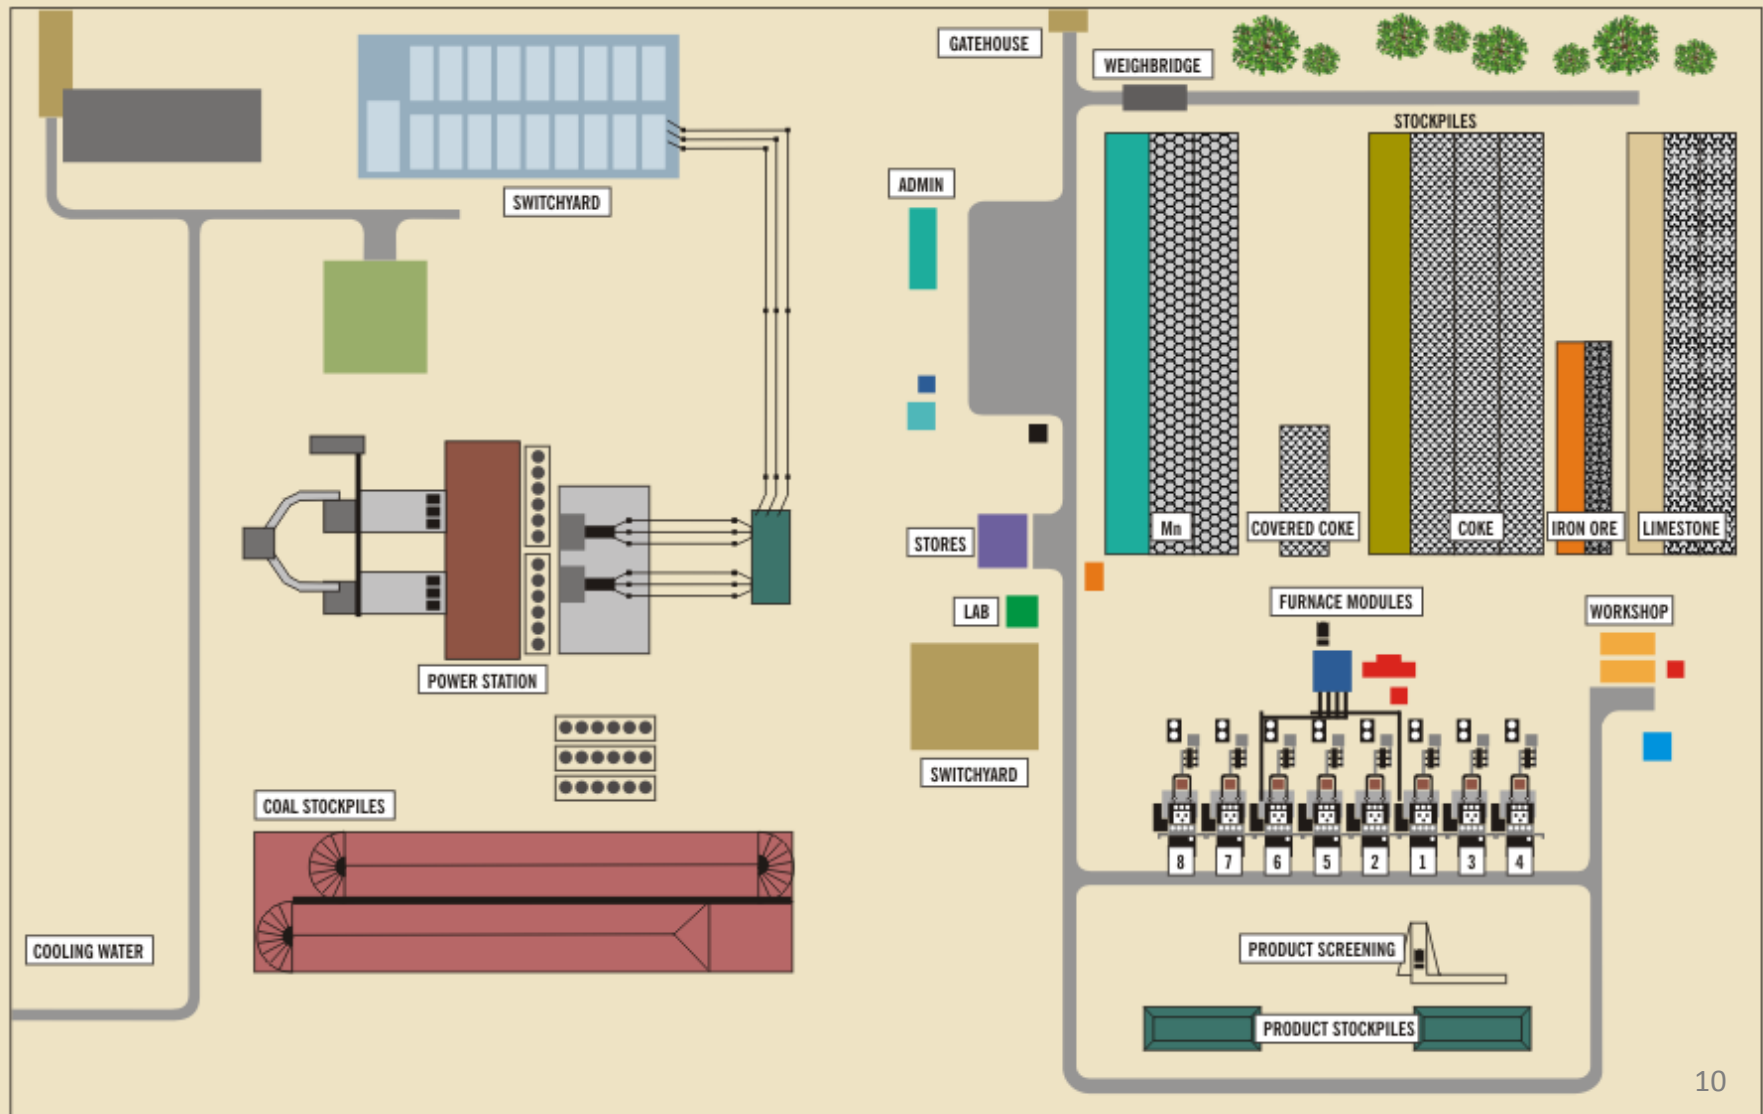 GATEHOUSE
WEIGHBRIDGE
STOCKPILES
SWITCHYARD
ADMIN
Mn
COVERED COKE
COKE
IRON ORE
LIMESTONE
STORES
LAB
FURNACE MODULES
WORKSHOP
POWER STATION
SWITCHYARD
COAL STOCKPILES
8
7
6
5
2
1
3
4
COOLING WATER
PRODUCT SCREENING
PRODUCT STOCKPILES
10